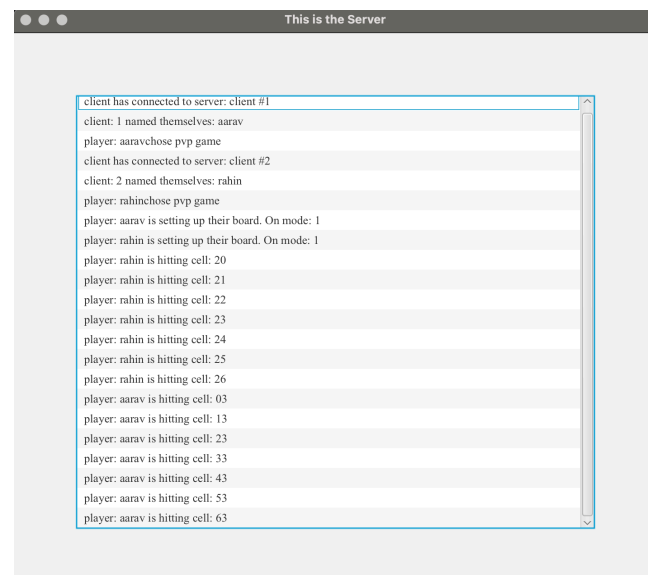 This is the Server
client has connected to server: client #1
client: 1 named themselves: aarav
player: aaravchose pvp game
client has connected to server: client #2
client: 2 named themselves: rahin
player: rahinchose pvp game
player: aarav is setting up their board. On mode: 1
player: rahin is setting up their board. On mode: 1
player: rahin is hitting cell: 20
player: rahin is hitting cell: 21
player: rahin is hitting cell: 22
player: rahin is hitting cell: 23
player: rahin is hitting cell: 24
player: rahin is hitting cell: 25
player: rahin is hitting cell: 26
player: aarav is hitting cell: 03
player: aarav is hitting cell: 13
player: aarav is hitting cell: 23
player: aarav is hitting cell: 33
player: aarav is hitting cell: 43
player: aarav is hitting cell: 53
player: aarav is hitting cell: 63